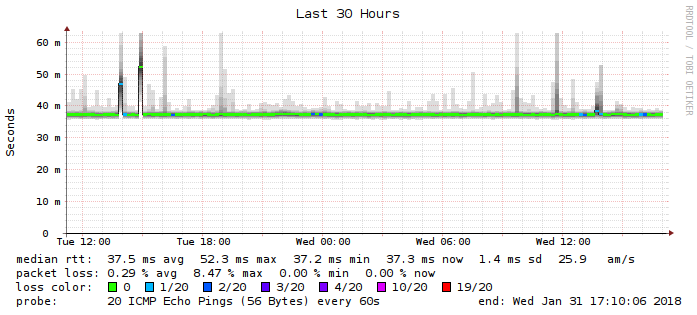 Last 30 Hours
RRDTOOL / TOBI OETIKER
Seconds
60 m
50 m
40 m
30 m
20 m
10 m
0
Tue 12:00 Tue 18:00 Wed 00:00 Wed 06:00 Wed 12:00
median rtt: 37.5 ms avg 52.3 ms max 37.2 ms min 37.3 ms now 1.4 ms sd 25.9 am/s
packet loss: 0.29 % avg 8.47 % max 0.00 % min 0.00 % now
loss color: 0 1/20 2/20 3/20 4/20 10/20 19/20
probe: 20 ICMP Echo Pings (56 Bytes) every 60s end: Wed Jan 31 17:10:06 2018